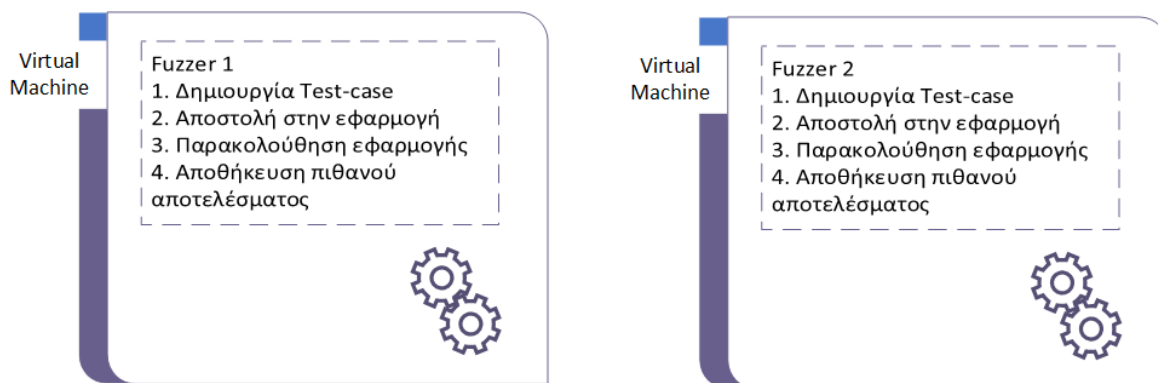 Virtual
Machine
Fuzzer 1
1. Δημιουργία Test-case
2. Αποστολή στην εφαρμογή
3. Παρακολούθηση εφαρμογής
4. Αποθήκευση πιθανού
αποτελέσματος
Virtual
Machine
Fuzzer 2
1. Δημιουργία Test-case
2. Αποστολή στην εφαρμογή
3. Παρακολούθηση εφαρμογής
4. Αποθήκευση πιθανού
αποτελέσματος